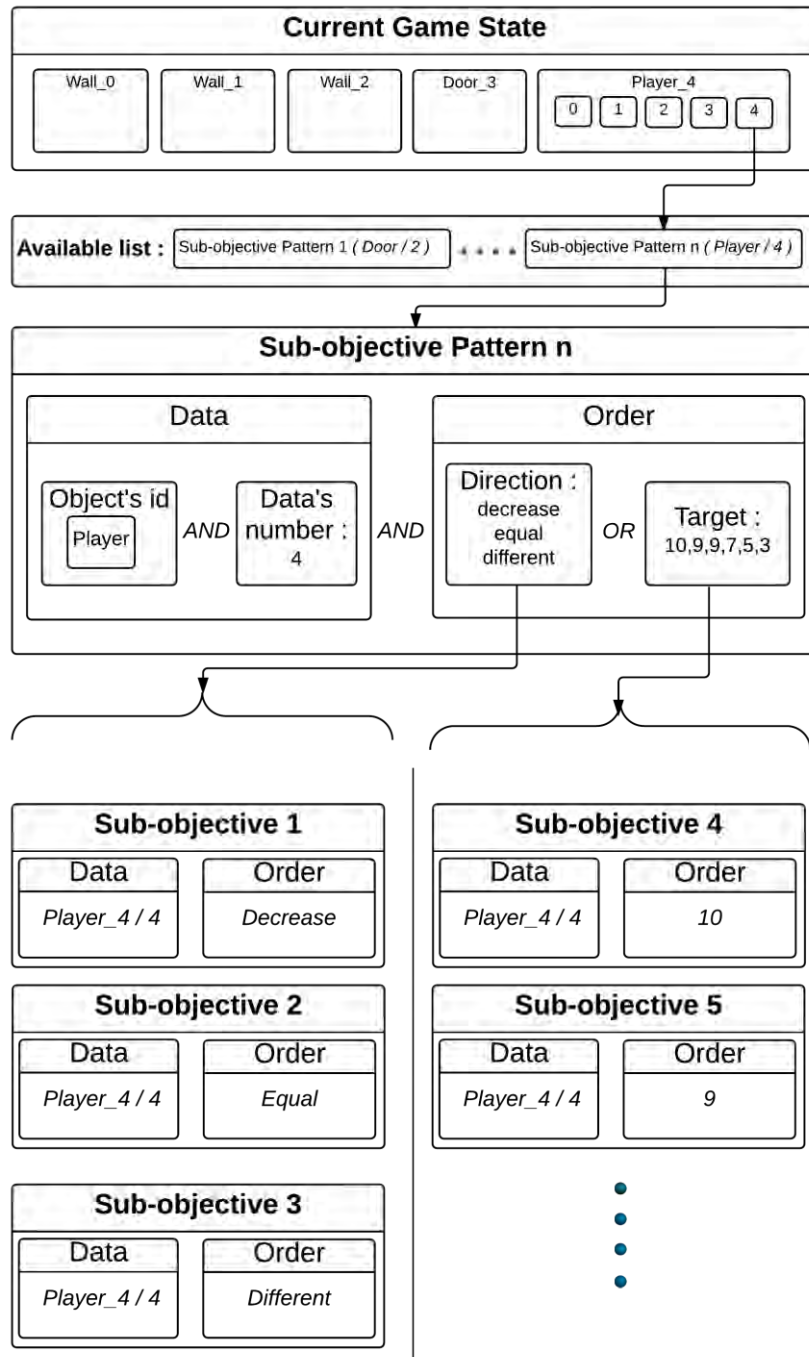 Current Game State
Wall_0 Wall_1 Wall_2 Door_3 Player_4
0 1 2 3 4
Available list : Sub-objective Pattern 1 ( Door / 2 ) . . . . Sub-objective Pattern n ( Player / 4 )
Sub-objective Pattern n
Data
Object's id
Player
AND
Data's
number :
4
AND
Order
Direction :
decrease
equal
different
OR
Target :
10,9,9,7,5,3
Sub-objective 1
Data Order
Player_4 / 4 Decrease
Sub-objective 2
Data Order
Player_4 / 4 Equal
Sub-objective 3
Data Order
Player_4 / 4 Different
Sub-objective 4
Data Order
Player_4 / 4 10
Sub-objective 5
Data Order
Player_4 / 4 9